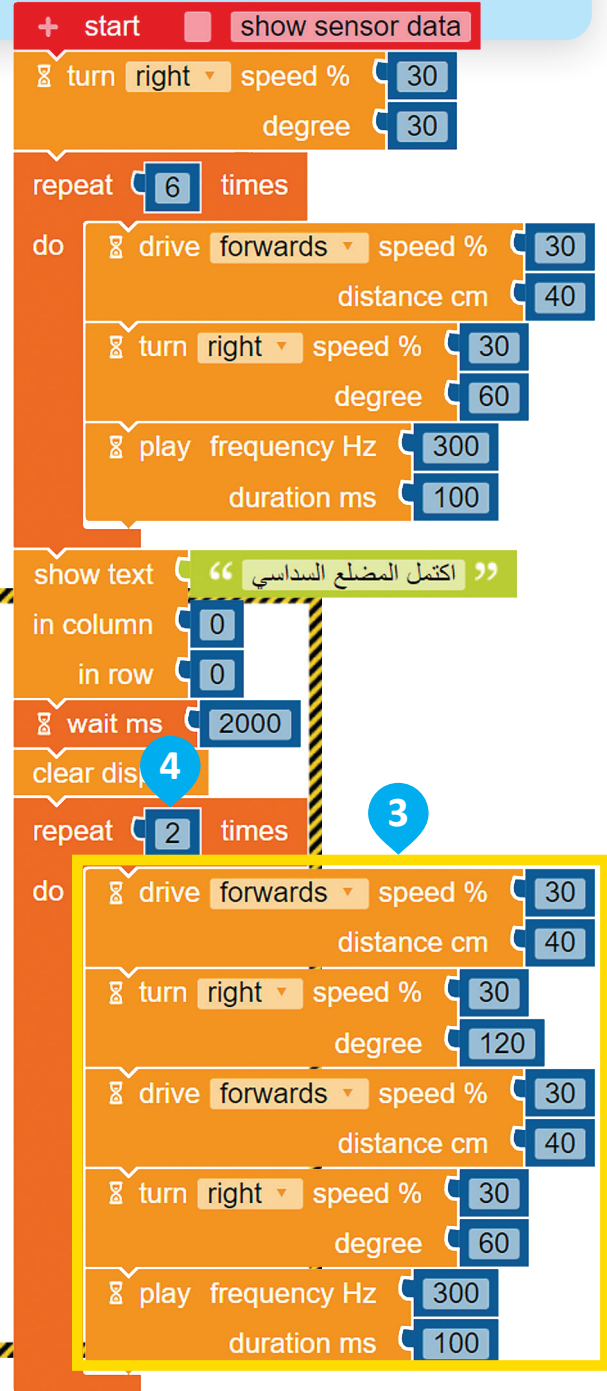 + start show sensor data
turn right speed % 30
degree 30
repeat 6 times
do drive forwards speed % 30
distance cm 40
turn right speed % 30
degree 60
play frequency Hz 300
duration ms 100
show text “ اكتمل المضلع السداسي ”
in column 0
in row 0
wait ms 2000
clear
4
repeat 2 times
3
do drive forwards speed % 30
distance cm 40
turn right speed % 30
degree 120
drive forwards speed % 30
distance cm 40
turn right speed % 30
degree 60
play frequency Hz 300
duration ms 100